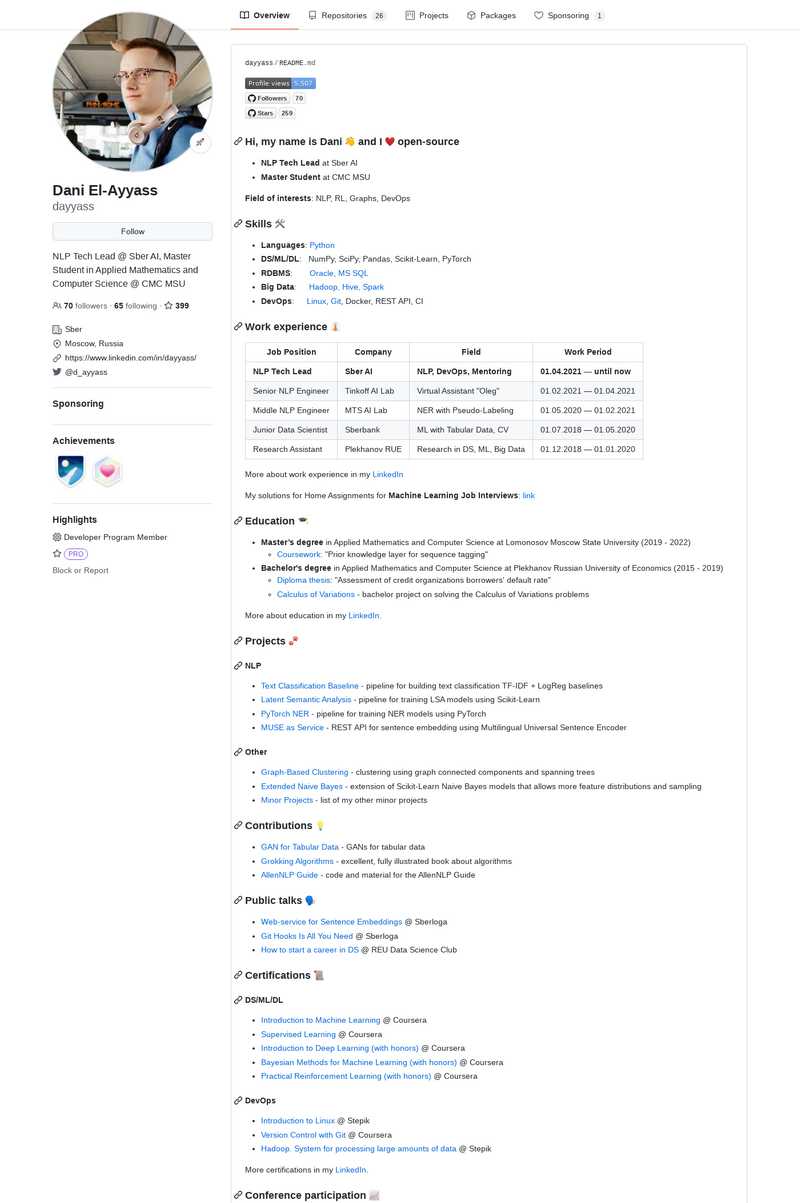 Overview
Repositories 26
Projects
Packages
Sponsoring 1
Dani El-Ayyass
dayyass
Follow
NLP Tech Lead @ Sber AI, Master
Student in Applied Mathematics and
Computer Science @ CMC MSU
70 followers · 65 following · 399
Sber
Moscow, Russia
https://www.linkedin.com/in/dayyass/
@d_ayyass
Sponsoring
Achievements
Highlights
Developer Program Member
PRO
Block or Report
dayyass / README.md
Profile views 5,507
Followers 70
Stars 259
Hi, my name is Dani 👋 and I ❤️ open-source
• NLP Tech Lead at Sber AI
• Master Student at CMC MSU
Field of interests: NLP, RL, Graphs, DevOps
Skills 🛠
• Languages: Python
• DS/ML/DL: NumPy, SciPy, Pandas, Scikit-Learn, PyTorch
• RDBMS: Oracle, MS SQL
• Big Data: Hadoop, Hive, Spark
• DevOps: Linux, Git, Docker, REST API, CI
Work experience 👔
Job Position Company Field Work Period
NLP Tech Lead Sber AI NLP, DevOps, Mentoring 01.04.2021 — until now
Senior NLP Engineer Tinkoff AI Lab Virtual Assistant "Oleg" 01.02.2021 — 01.04.2021
Middle NLP Engineer MTS AI Lab NER with Pseudo-Labeling 01.05.2020 — 01.02.2021
Junior Data Scientist Sberbank ML with Tabular Data, CV 01.07.2018 — 01.05.2020
Research Assistant Plekhanov RUE Research in DS, ML, Big Data 01.12.2018 — 01.01.2020
More about work experience in my LinkedIn
My solutions for Home Assignments for Machine Learning Job Interviews: link
Education 🎓
• Master's degree in Applied Mathematics and Computer Science at Lomonosov Moscow State University (2019 - 2022)
Coursework: "Prior knowledge layer for sequence tagging"
• Bachelor's degree in Applied Mathematics and Computer Science at Plekhanov Russian University of Economics (2015 - 2019)
Diploma thesis: "Assessment of credit organizations borrowers' default rate"
Calculus of Variations - bachelor project on solving the Calculus of Variations problems
More about education in my LinkedIn.
Projects
NLP
• Text Classification Baseline - pipeline for building text classification TF-IDF + LogReg baselines
• Latent Semantic Analysis - pipeline for training LSA models using Scikit-Learn
• PyTorch NER - pipeline for training NER models using PyTorch
• MUSE as Service - REST API for sentence embedding using Multilingual Universal Sentence Encoder
Other
• Graph-Based Clustering - clustering using graph connected components and spanning trees
• Extended Naive Bayes - extension of Scikit-Learn Naive Bayes models that allows more feature distributions and sampling
• Minor Projects - list of my other minor projects
Contributions 💡
• GAN for Tabular Data - GANs for tabular data
• Grokking Algorithms - excellent, fully illustrated book about algorithms
• AllenNLP Guide - code and material for the AllenNLP Guide
Public talks 🗣
• Web-service for Sentence Embeddings @ Sberloga
• Git Hooks Is All You Need @ Sberloga
• How to start a career in DS @ REU Data Science Club
Certifications 📜
DS/ML/DL
• Introduction to Machine Learning @ Coursera
• Supervised Learning @ Coursera
• Introduction to Deep Learning (with honors) @ Coursera
• Bayesian Methods for Machine Learning (with honors) @ Coursera
• Practical Reinforcement Learning (with honors) @ Coursera
DevOps
• Introduction to Linux @ Stepik
• Version Control with Git @ Coursera
• Hadoop. System for processing large amounts of data @ Stepik
More certifications in my LinkedIn.
Conference participation 📈